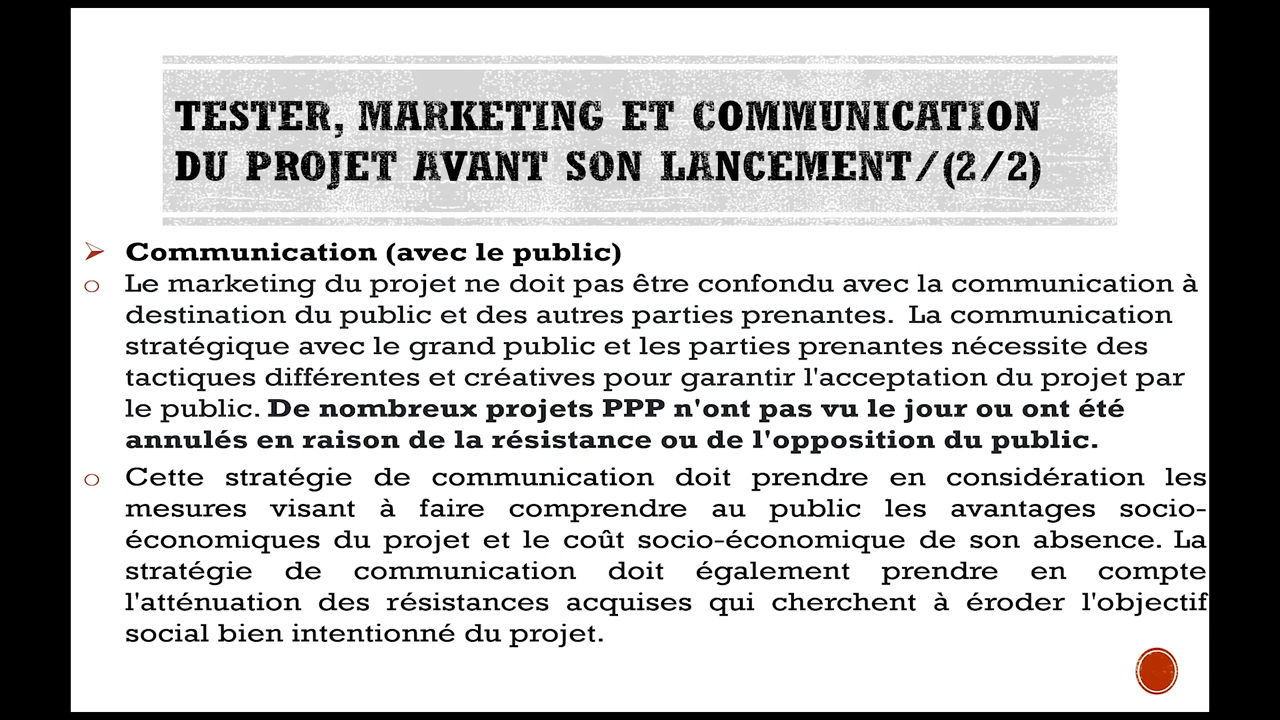 TESTER, MARKETING ET COMMUNICATION
DU PROJET AVANT SON LANCEMENT/(2/2)
Communication (avec le public)
Le marketing du projet ne doit pas être confondu avec la communication à
destination du public et des autres parties prenantes. La communication
stratégique avec le grand public et les parties prenantes nécessite des
tactiques différentes et créatives pour garantir l'acceptation du projet par
le public. De nombreux projets PPP n'ont pas vu le jour ou ont été
annulés en raison de la résistance ou de l'opposition du public.
Cette stratégie de communication doit prendre en considération les
mesures visant à faire comprendre au public les avantages socio-
économiques du projet et le coût socio-économique de son absence. La
stratégie de communication doit également prendre en compte
l'atténuation des résistances acquises qui cherchent à éroder l'objectif
social bien intentionné du projet.